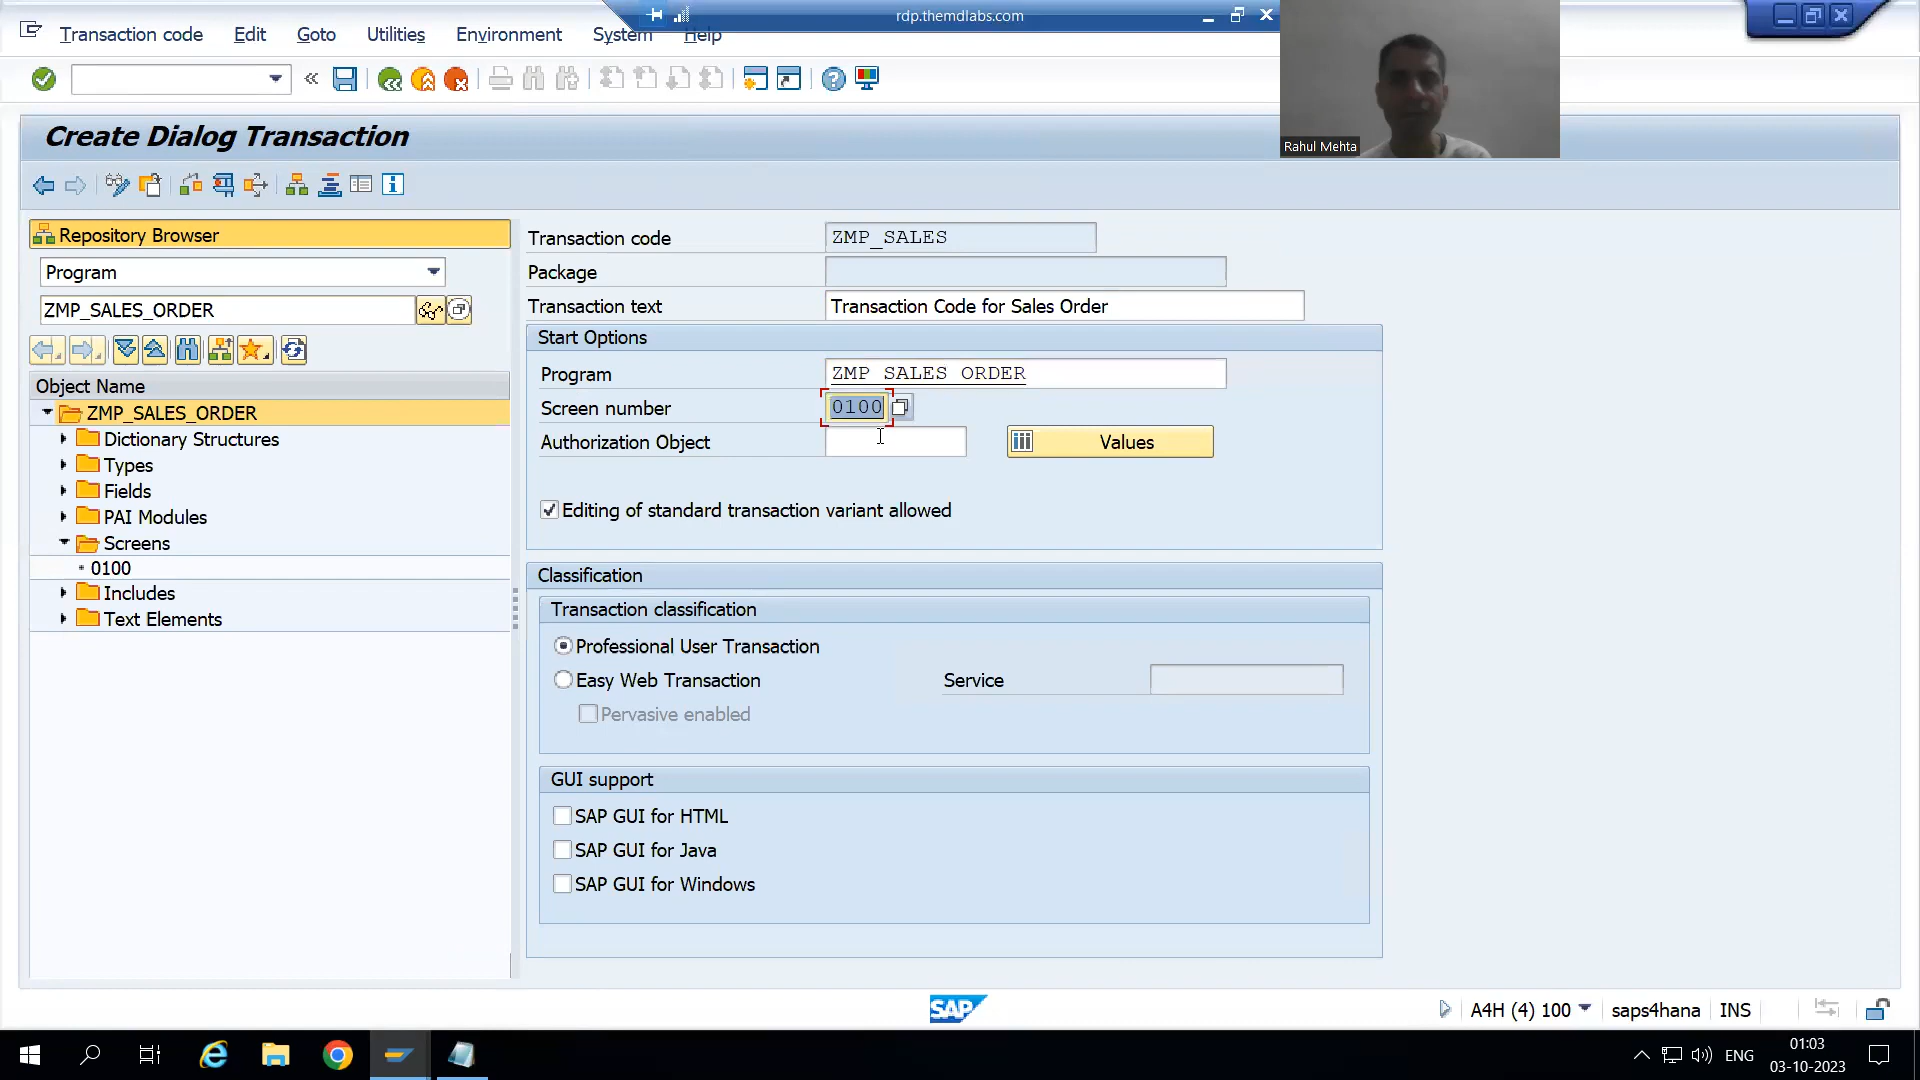 rdp.themdlabs.com
Transaction code Edit Goto Utilities Environment System Help
Create Dialog Transaction
Rahul Mehta
Repository Browser
Program
ZMP_SALES_ORDER
Object Name
ZMP_SALES_ORDER
Dictionary Structures
Types
Fields
PAI Modules
Screens
0100
Includes
Text Elements
Transaction code ZMP_SALES
Package
Transaction text Transaction Code for Sales Order
Start Options
Program ZMP_SALES_ORDER
Screen number 0100
Authorization Object Values
Editing of standard transaction variant allowed
Classification
Transaction classification
Professional User Transaction
Easy Web Transaction Service
Pervasive enabled
GUI support
SAP GUI for HTML
SAP GUI for Java
SAP GUI for Windows
SAP
A4H (4) 100 saps4hana INS
ENG
01:03
03-10-2023